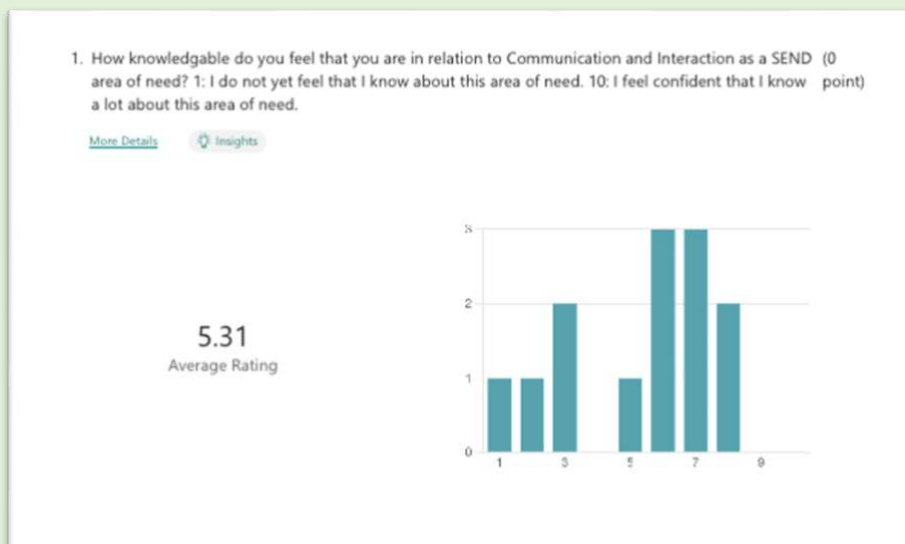 1. How knowledgable do you feel that you are in relation to Communication and Interaction as a SEND (0
area of need? 1: I do not yet feel that I know about this area of need. 10: I feel confident that I know point)
a lot about this area of need.
More Details
Insights
3
2
5.31
Average Rating
1
0
1 3 5 7 9